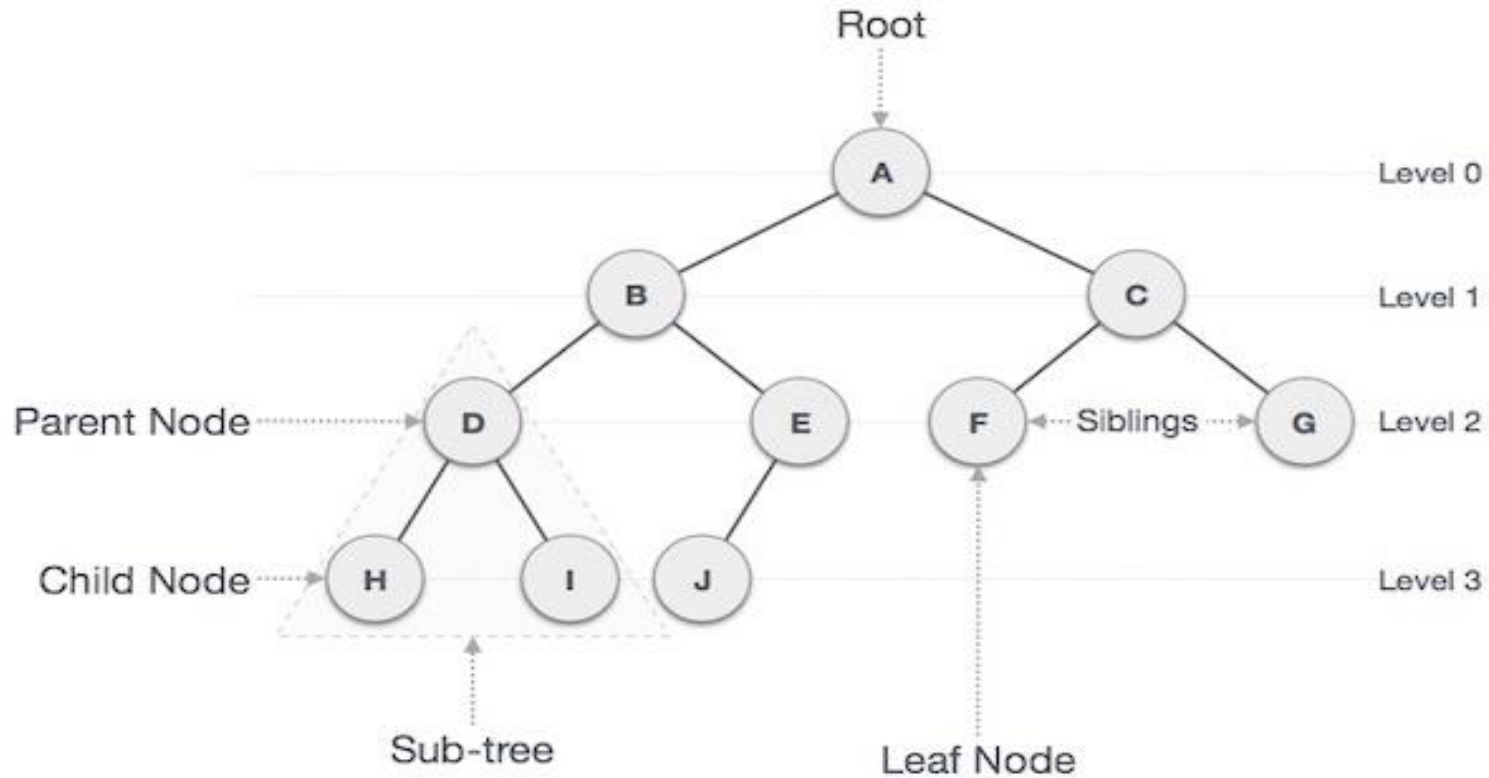 Root
A
Level 0
B
C
Level 1
Parent Node
D
E
F
Siblings
G
Level 2
Child Node
H
I
J
Level 3
Sub-tree
Leaf Node